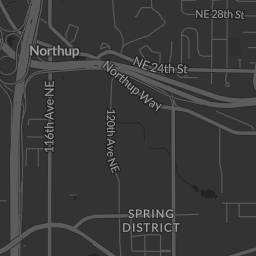 NE 28th St
Northup
NE 24th St
Northup Way
116th Ave NE
120th Ave NE
SPRING
DISTRICT